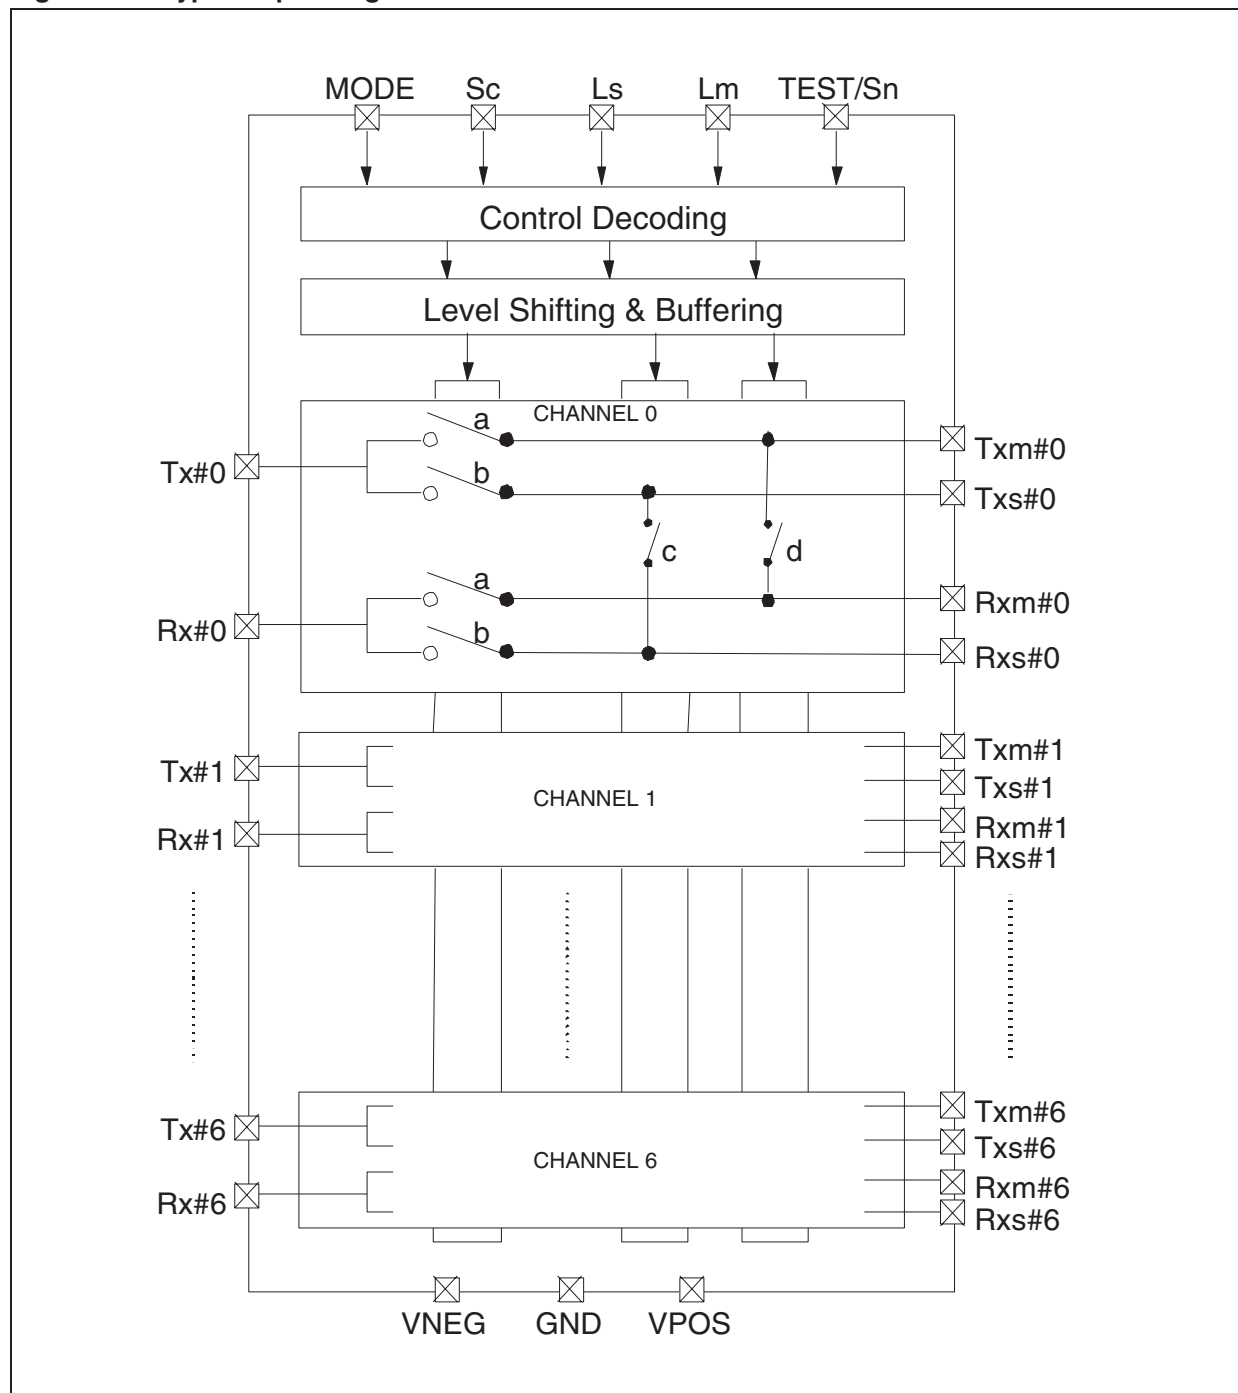 MODE Sc Ls Lm TEST/Sn
Control Decoding
Level Shifting & Buffering
CHANNEL 0
a
Txm#0
Tx#0
b
Txs#0
c d
a
Rxm#0
Rx#0
b
Rxs#0
Txm#1
Tx#1
Txs#1
CHANNEL 1
Rxm#1
Rx#1
Rxs#1
Txm#6
Tx#6
Txs#6
CHANNEL 6
Rxm#6
Rx#6
Rxs#6
VNEG GND VPOS